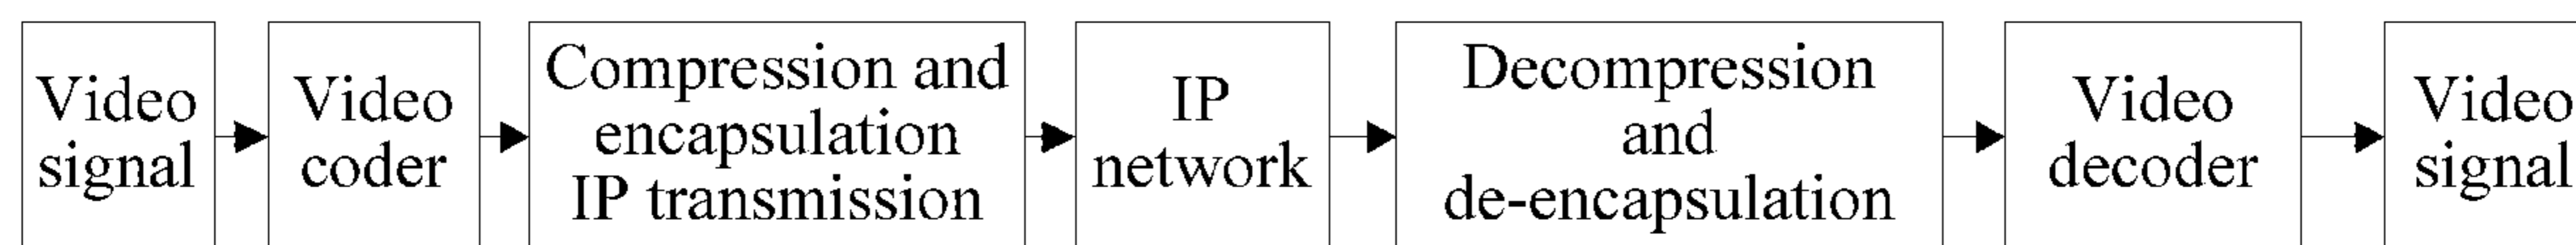 Video
signal
Video
coder
Compression and
encapsulation
IP transmission
IP
network
Decompression
and
de-encapsulation
Video
decoder
Video
signal